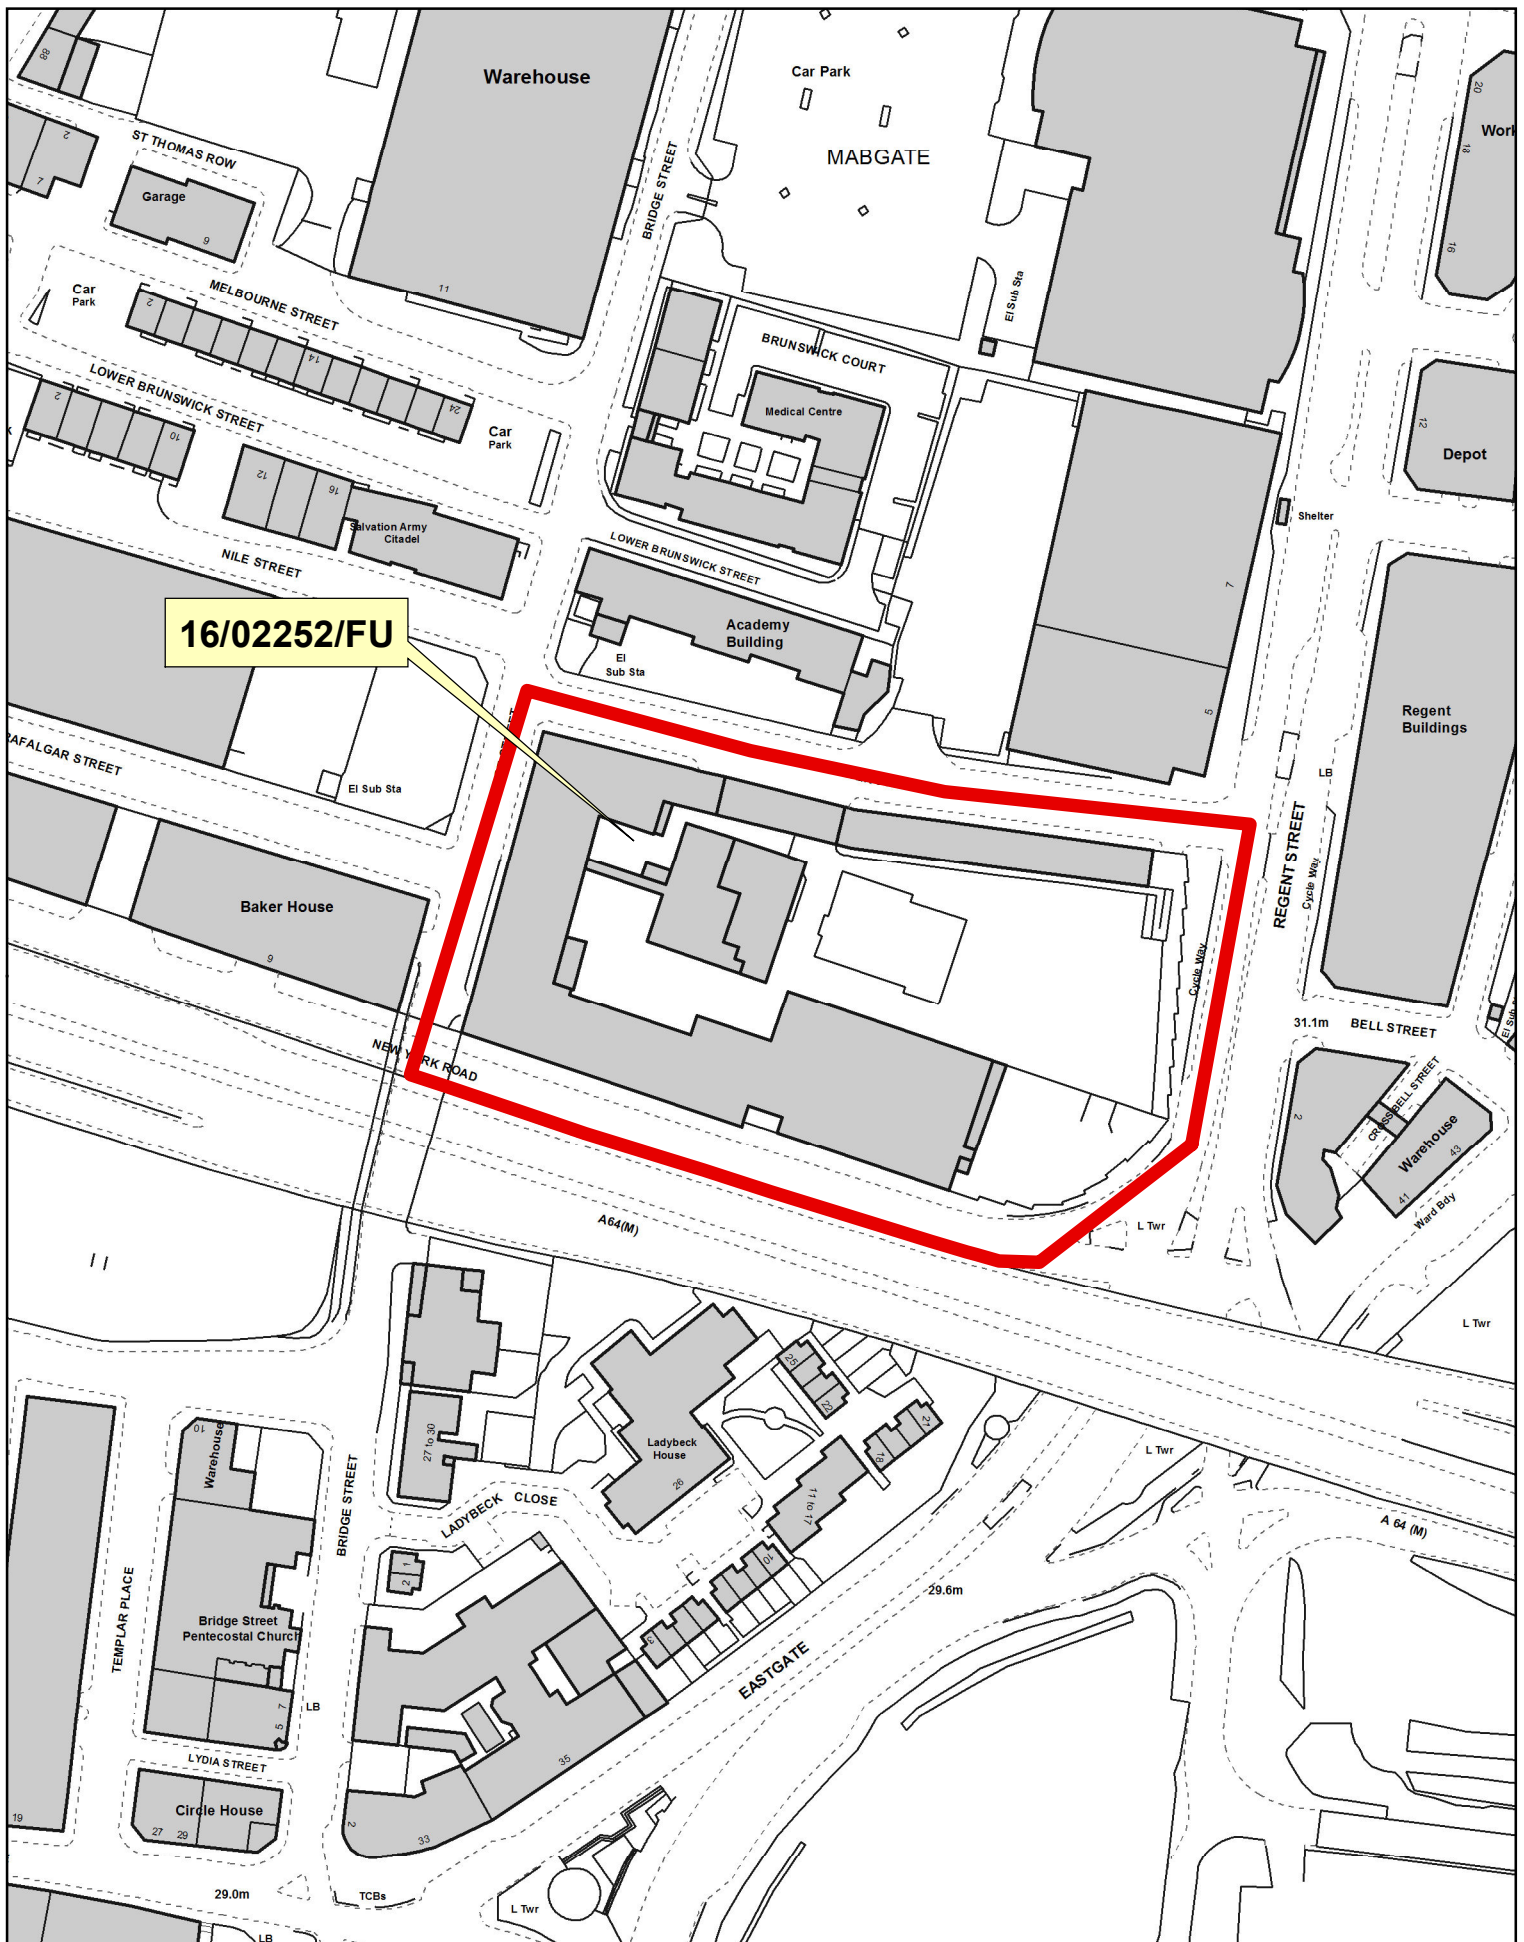 88
Warehouse
Car Park
MABGATE
20
18
16
ST THOMAS ROW
2
7
Garage
9
BRIDGE STREET
El Sub Sta
11
Car
Park
2
MELBOURNE STREET
14
24
BRUNSWICK COURT
Medical Centre
LOWER BRUNSWICK STREET
2
10
Car
Park
12
Depot
12
16
Salvation Army
Citadel
Shelter
NILE STREET
LOWER BRUNSWICK STREET
7
16/02252/FU
Academy
Building
El
Sub Sta
5
Regent
Buildings
El Sub Sta
LB
REGENT STREET
Cycle Way
Baker House
9
Cycle Way
NEW YORK ROAD
31.1m
BELL STREET
CROSS BELL STREET
2
Warehouse
41
43
Ward Bdy
A64(M)
L Twr
L Twr
25
22
21
18
27 to 30
Ladybeck
House
26
11 to 17
L Twr
A 64 (M)
10
Warehouse
BRIDGE STREET
LADYBECK CLOSE
1
2
10
3
29.6m
TEMPLAR PLACE
Bridge Street
Pentecostal Church
EASTGATE
7
5
LB
LYDIA STREET
35
19
Circle House
27
29
2
33
29.0m
TCBs
L Twr
LB